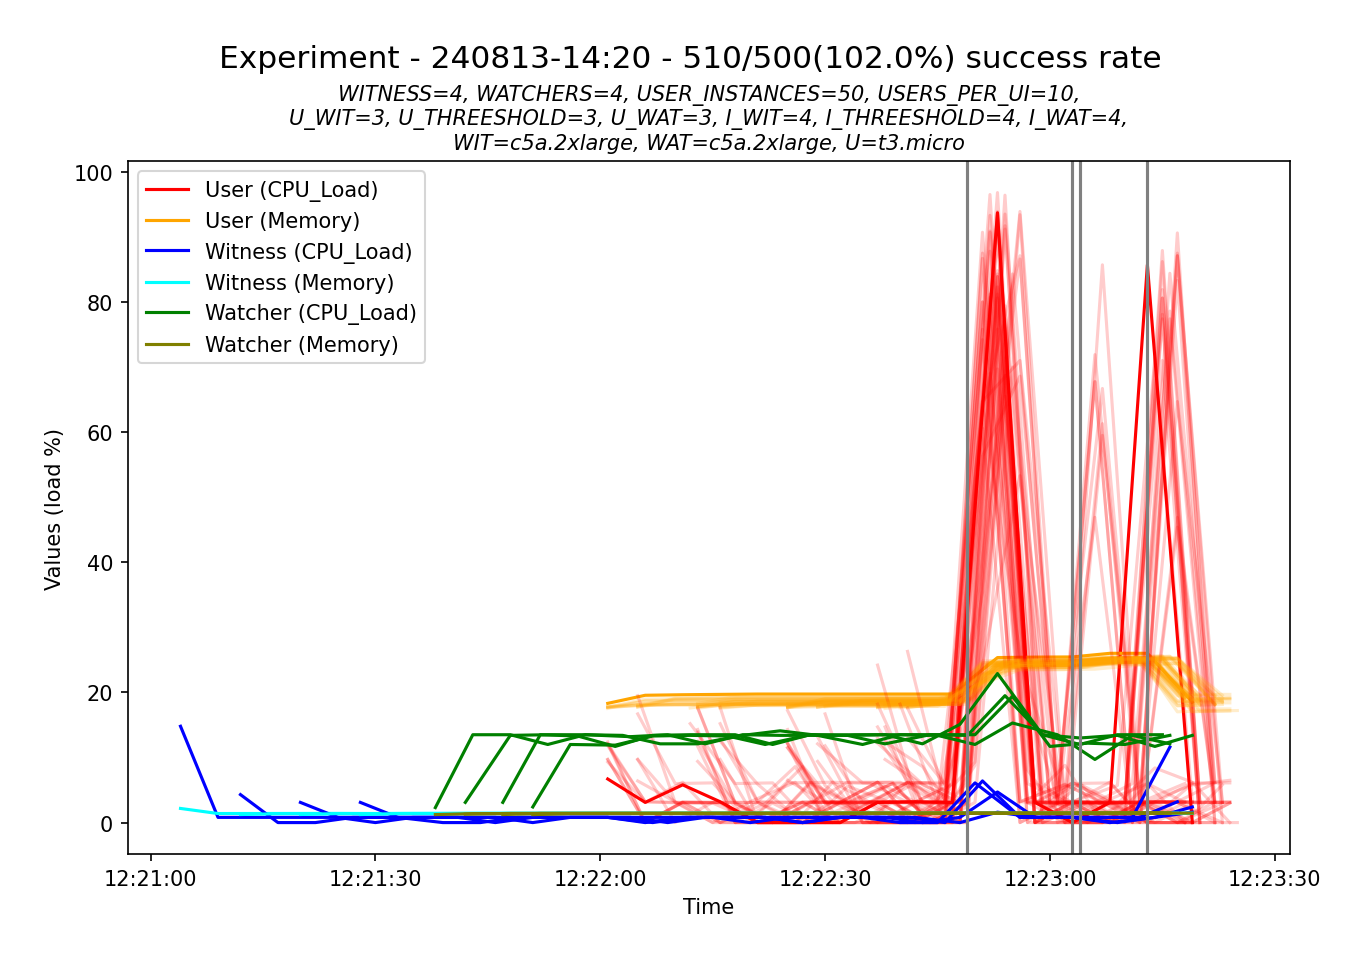 Experiment - 240813-14:20 - 510/500(102.0%) success rate
WITNESS=4, WATCHERS=4, USER_INSTANCES=50, USERS_PER_UI=10,
U_WIT=3, U_THREESHOLD=3, U_WAT=3, I_WIT=4, I_THREESHOLD=4, I_WAT=4,
WIT=c5a.2xlarge, WAT=c5a.2xlarge, U=t3.micro
User (CPU_Load)
User (Memory)
Witness (CPU_Load)
Witness (Memory)
Watcher (CPU_Load)
Watcher (Memory)
100
80
60
40
20
0
Values (load %)
12:21:00
12:21:30
12:22:00
12:22:30
12:23:00
12:23:30
Time